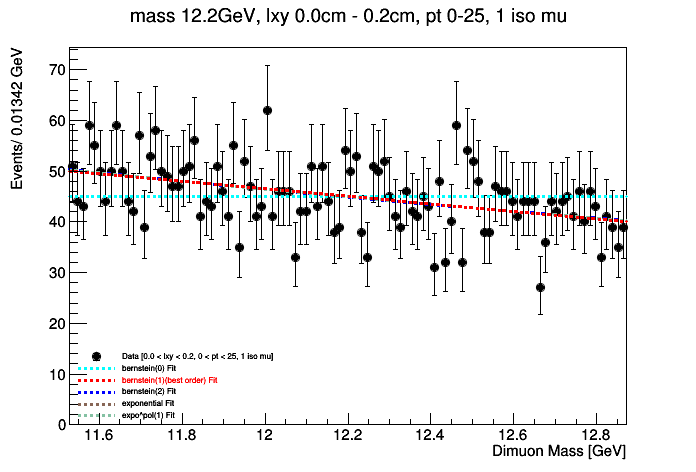 mass 12.2GeV, lxy 0.0cm - 0.2cm, pt 0-25, 1 iso mu
Events/ 0.01342 GeV
70
60
50
40
30
20
10
0
Data [0.0 < lxy < 0.2, 0 < pt < 25, 1 iso mu]
bernstein(0) Fit
bernstein(1)(best order) Fit
bernstein(2) Fit
exponential Fit
expo*pol(1) Fit
11.6 11.8 12 12.2 12.4 12.6 12.8
Dimuon Mass [GeV]